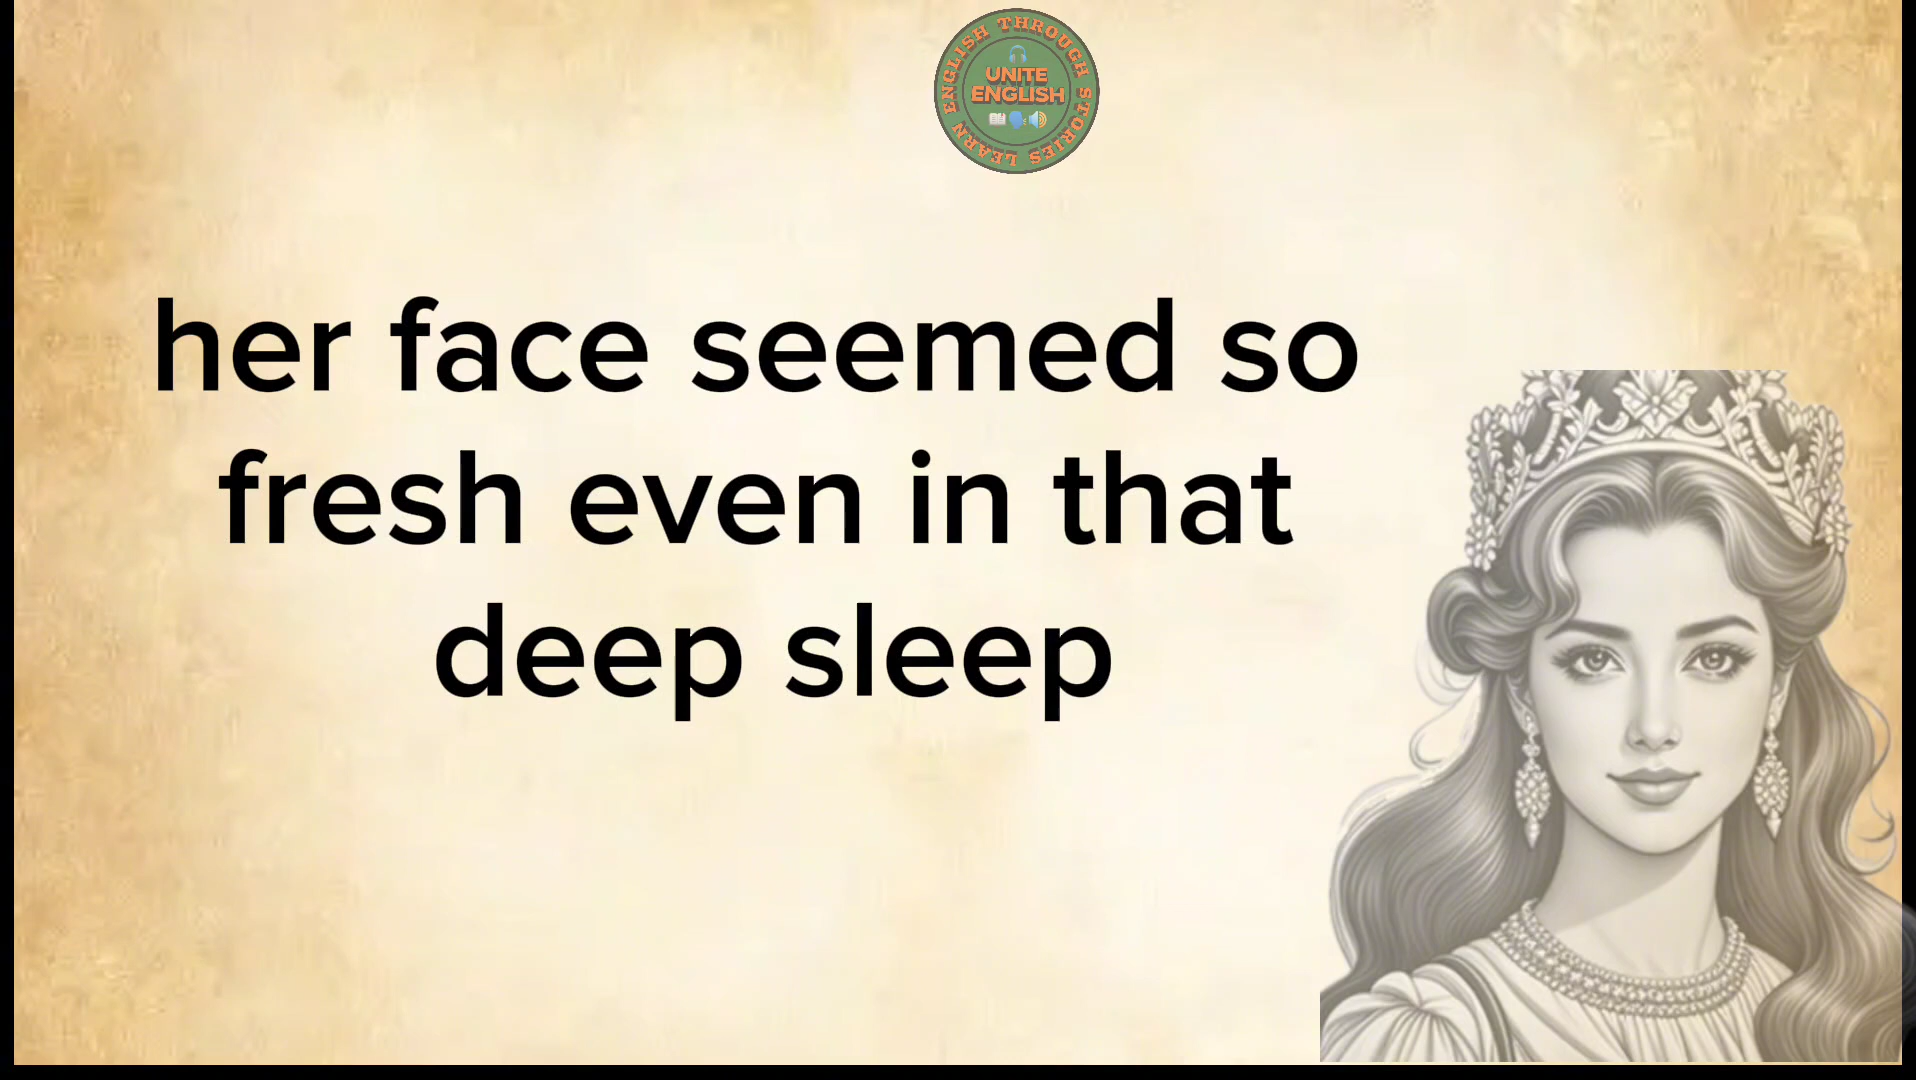 LEARN ENGLISH THROUGH STORIES
UNITE
ENGLISH
her face seemed so
fresh even in that
deep sleep